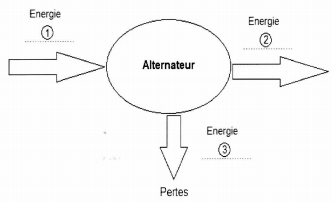 Energie
①
Energie
②
Alternateur
Energie
③
Pertes